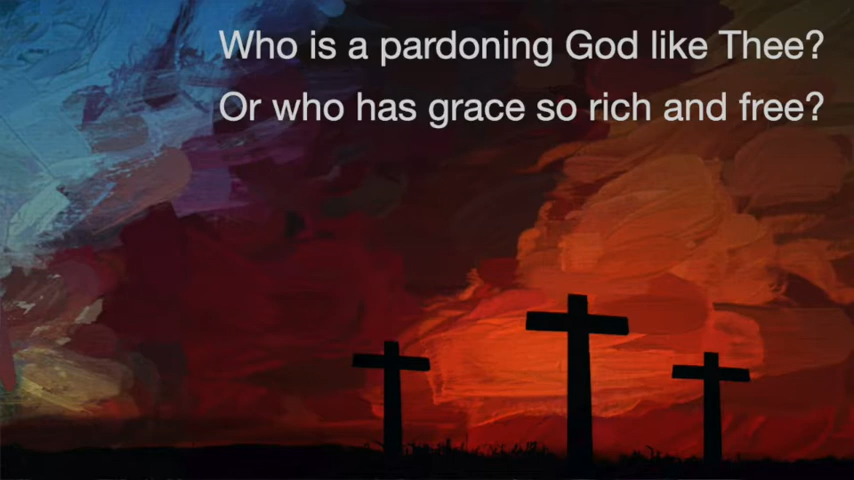 Who is a pardoning God like Thee?
Or who has grace so rich and free?